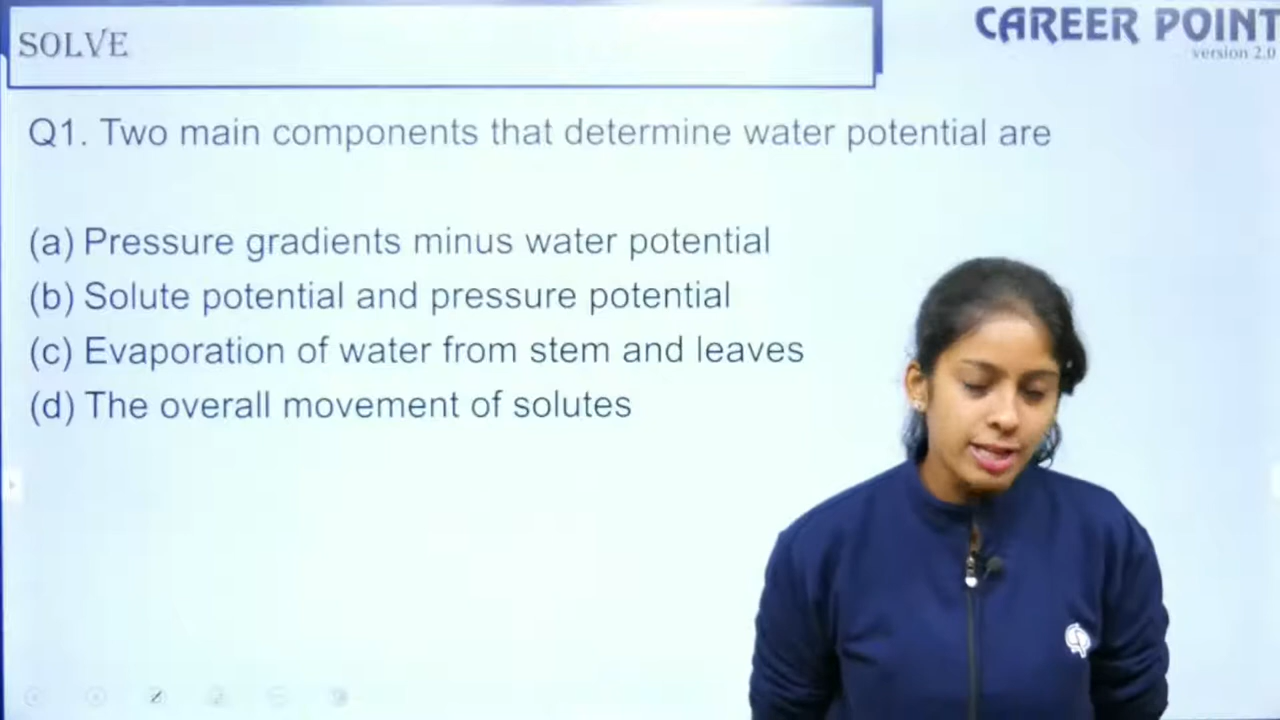 SOLVE
CAREER POINT
version 2.0
Q1. Two main components that determine water potential are
(a) Pressure gradients minus water potential
(b) Solute potential and pressure potential
(c) Evaporation of water from stem and leaves
(d) The overall movement of solutes